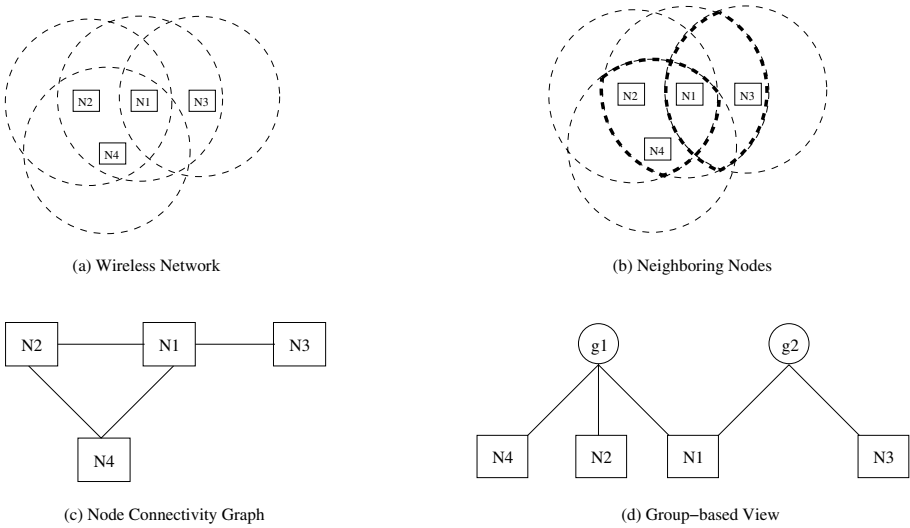 N2
N1
N3
N4
(a) Wireless Network
N2
N1
N3
N4
(b) Neighboring Nodes
N2
N1
N3
N4
(c) Node Connectivity Graph
g1
g2
N4
N2
N1
N3
(d) Group−based View